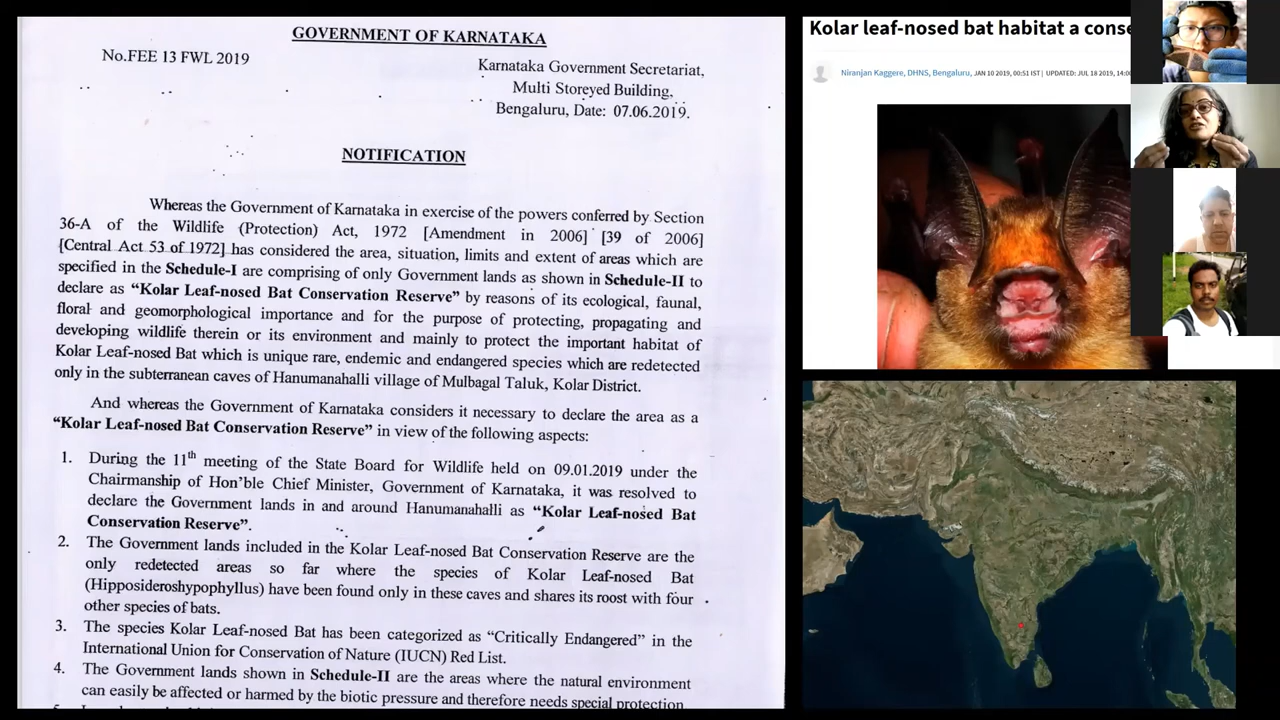 GOVERNMENT OF KARNATAKA
No.FEE 13 FWL 2019
Karnataka Government Secretariat,
Multi Storeyed Building,
Bengaluru, Date: 07.06.2019.
NOTIFICATION
Whereas the Government of Karnataka in exercise of the powers conferred by Section
36-A of the Wildlife (Protection) Act, 1972 [Amendment in 2006] [39 of 2006]
[Central Act 53 of 1972] has considered the area, situation, limits and extent of areas which are
specified in the Schedule-I are comprising of only Government lands as shown in Schedule-II to
declare as “Kolar Leaf-nosed Bat Conservation Reserve” by reasons of its ecological, faunal,
floral and geomorphological importance and for the purpose of protecting, propagating and
developing wildlife therein or its environment and mainly to protect the important habitat of
Kolar Leaf-nosed Bat which is unique rare, endemic and endangered species which are redetected
only in the subterranean caves of Hanumanahalli village of Mulbagal Taluk, Kolar District.
And whereas the Government of Karnataka considers it necessary to declare the area as a
“Kolar Leaf-nosed Bat Conservation Reserve” in view of the following aspects:
1. During the 11th meeting of the State Board for Wildlife held on 09.01.2019 under the
Chairmanship of Hon’ble Chief Minister, Government of Karnataka, it was resolved to
declare the Government lands in and around Hanumanahalli as “Kolar Leaf-nosed Bat
Conservation Reserve”.
2. The Government lands included in the Kolar Leaf-nosed Bat Conservation Reserve are the
only redetected areas so far where the species of Kolar Leaf-nosed Bat
(Hipposideroshypophyllus) have been found only in these caves and shares its roost with four
other species of bats.
3. The species Kolar Leaf-nosed Bat has been categorized as “Critically Endangered” in the
International Union for Conservation of Nature (IUCN) Red List.
4. The Government lands shown in Schedule-II are the areas where the natural environment
can easily be affected or harmed by the biotic pressure and therefore needs special protection
Kolar leaf-nosed bat habitat a conse
Niranjan Kaggere, DHNS, Bengaluru, JAN 10 2019, 00:51 IST | UPDATED: JUL 18 2019, 14:0